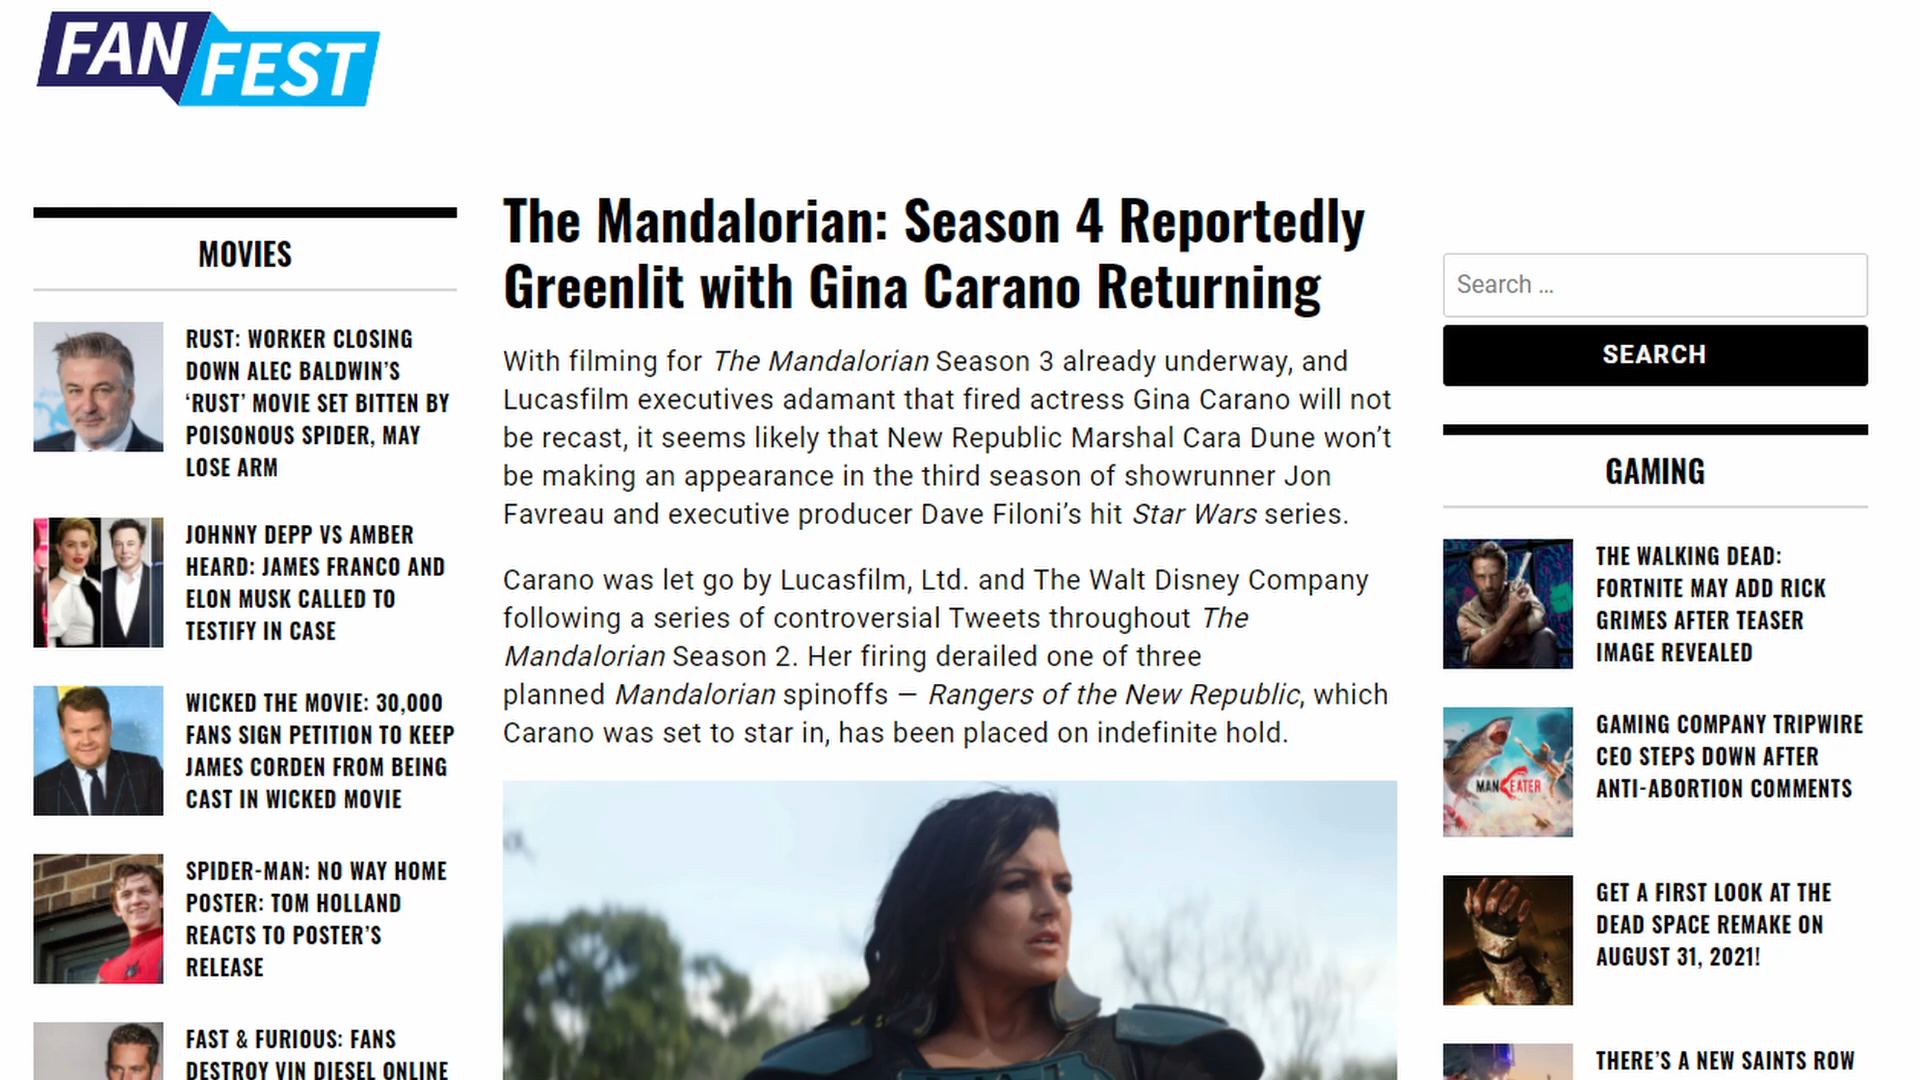 FAN FEST
MOVIES
RUST: WORKER CLOSING
DOWN ALEC BALDWIN’S
‘RUST’ MOVIE SET BITTEN BY
POISONOUS SPIDER, MAY
LOSE ARM
JOHNNY DEPP VS AMBER
HEARD: JAMES FRANCO AND
ELON MUSK CALLED TO
TESTIFY IN CASE
WICKED THE MOVIE: 30,000
FANS SIGN PETITION TO KEEP
JAMES CORDEN FROM BEING
CAST IN WICKED MOVIE
SPIDER-MAN: NO WAY HOME
POSTER: TOM HOLLAND
REACTS TO POSTER’S
RELEASE
FAST & FURIOUS: FANS
DESTROY VIN DIESEL ONLINE
The Mandalorian: Season 4 Reportedly
Greenlit with Gina Carano Returning
With filming for The Mandalorian Season 3 already underway, and
Lucasfilm executives adamant that fired actress Gina Carano will not
be recast, it seems likely that New Republic Marshal Cara Dune won’t
be making an appearance in the third season of showrunner Jon
Favreau and executive producer Dave Filoni’s hit Star Wars series.
Carano was let go by Lucasfilm, Ltd. and The Walt Disney Company
following a series of controversial Tweets throughout The
Mandalorian Season 2. Her firing derailed one of three
planned Mandalorian spinoffs — Rangers of the New Republic, which
Carano was set to star in, has been placed on indefinite hold.
Search …
SEARCH
GAMING
THE WALKING DEAD:
FORTNITE MAY ADD RICK
GRIMES AFTER TEASER
IMAGE REVEALED
MANEATER
GAMING COMPANY TRIPWIRE
CEO STEPS DOWN AFTER
ANTI-ABORTION COMMENTS
GET A FIRST LOOK AT THE
DEAD SPACE REMAKE ON
AUGUST 31, 2021!
THERE’S A NEW SAINTS ROW